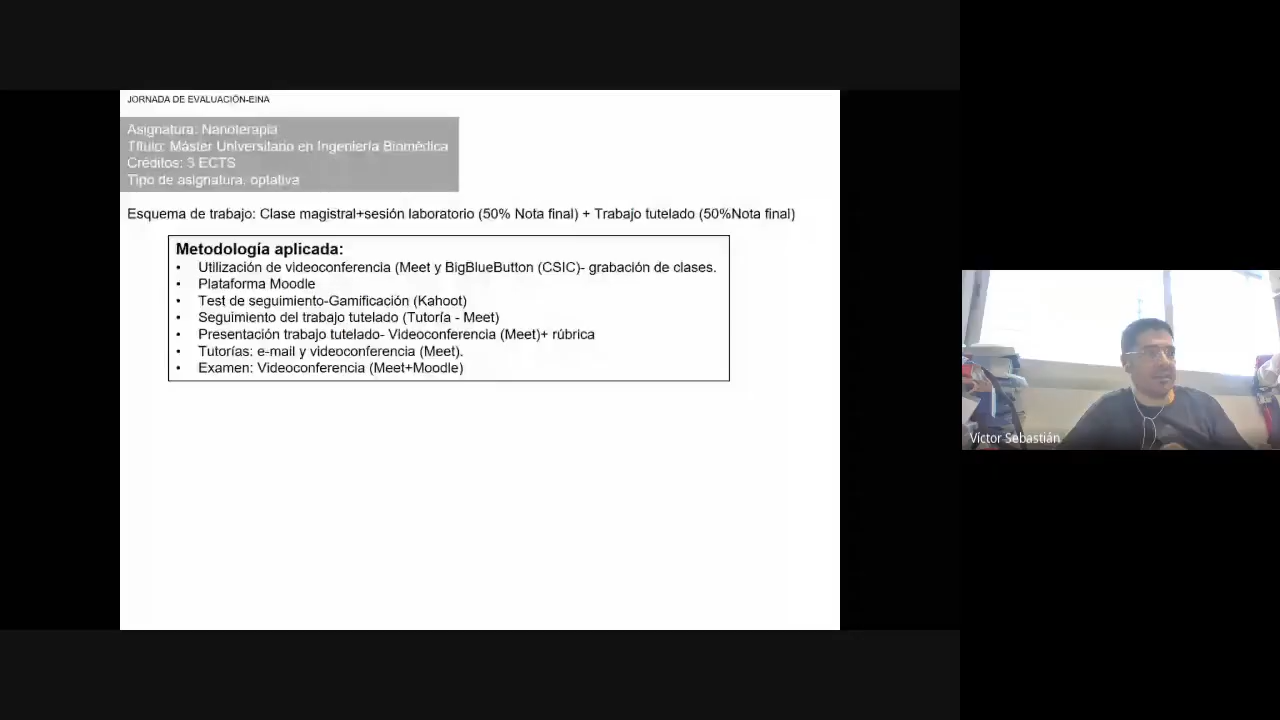 JORNADA DE EVALUACIÓN-EINA
Asignatura: Nanoterapia
Título: Máster Universitario en Ingeniería Biomédica
Créditos: 3 ECTS
Tipo de asignatura: optativa
Esquema de trabajo: Clase magistral+sesión laboratorio (50% Nota final) + Trabajo tutelado (50%Nota final)
Metodología aplicada:
• Utilización de videoconferencia (Meet y BigBlueButton (CSIC)- grabación de clases.
• Plataforma Moodle
• Test de seguimiento-Gamificación (Kahoot)
• Seguimiento del trabajo tutelado (Tutoría - Meet)
• Presentación trabajo tutelado- Videoconferencia (Meet)+ rúbrica
• Tutorías: e-mail y videoconferencia (Meet).
• Examen: Videoconferencia (Meet+Moodle)
Víctor Sebastián